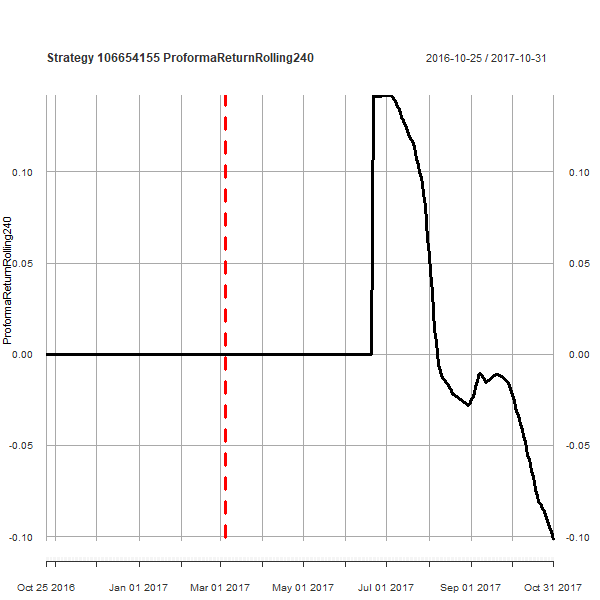 Strategy 106654155 ProformaReturnRolling240
2016-10-25 / 2017-10-31
ProformaReturnRolling240
0.10
0.05
0.00
-0.05
-0.10
0.10
0.05
0.00
-0.05
-0.10
Oct 25 2016
Jan 01 2017
Mar 01 2017
May 01 2017
Jul 01 2017
Sep 01 2017
Oct 31 2017